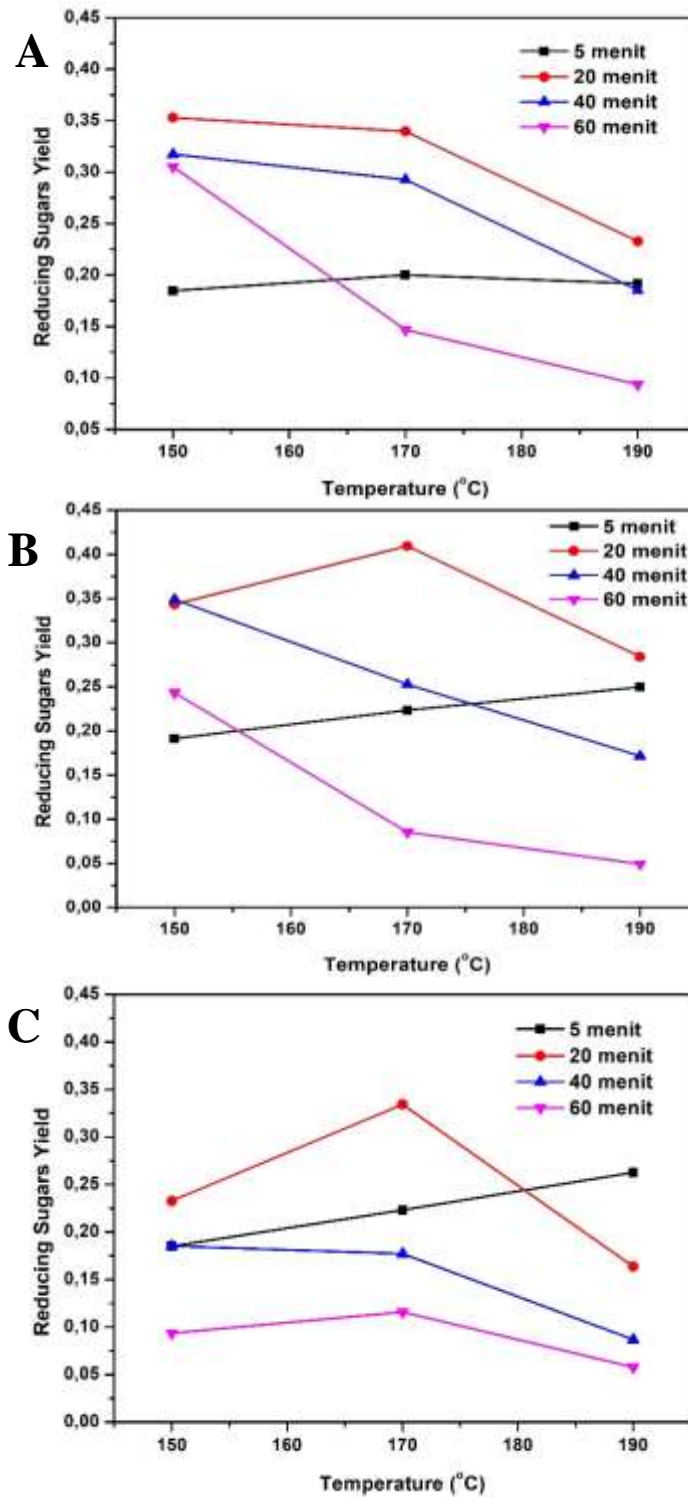 A
0,45
0,40
0,35
0,30
0,25
0,20
0,15
0,10
0,05
Reducing Sugars Yield
5 menit
20 menit
40 menit
60 menit
150 160 170 180 190
Temperature (°C)
B
0,45
0,40
0,35
0,30
0,25
0,20
0,15
0,10
0,05
0,00
Reducing Sugars Yield
5 menit
20 menit
40 menit
60 menit
150 160 170 180 190
Temperature (°C)
C
0,45
0,40
0,35
0,30
0,25
0,20
0,15
0,10
0,05
0,00
Reducing Sugars Yield
5 menit
20 menit
40 menit
60 menit
150 160 170 180 190
Temperature (°C)